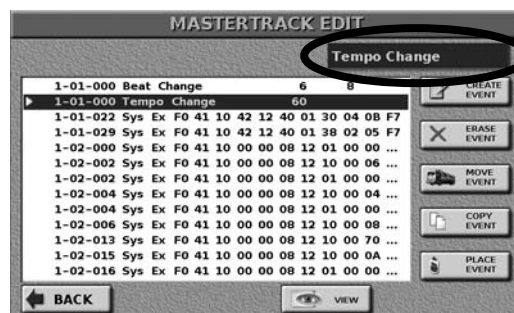 MASTERTRACK EDIT
Tempo Change
1-01-000 Beat Change 6 8
1-01-000 Tempo Change 60
1-01-022 Sys Ex F0 41 10 42 12 40 01 30 04 0B F7
1-01-029 Sys Ex F0 41 10 42 12 40 01 38 02 05 F7
1-02-000 Sys Ex F0 41 10 00 00 08 12 01 00 00 ...
1-02-002 Sys Ex F0 41 10 00 00 08 12 10 00 06 ...
1-02-002 Sys Ex F0 41 10 00 00 08 12 01 00 00 ...
1-02-004 Sys Ex F0 41 10 00 00 08 12 10 00 04 ...
1-02-004 Sys Ex F0 41 10 00 00 08 12 01 00 00 ...
1-02-006 Sys Ex F0 41 10 00 00 08 12 10 00 08 ...
1-02-013 Sys Ex F0 41 10 00 00 08 12 10 00 70 ...
1-02-015 Sys Ex F0 41 10 00 00 08 12 10 00 0A ...
1-02-016 Sys Ex F0 41 10 00 00 08 12 01 00 00 ...
CREATE
EVENT
ERASE
EVENT
MOVE
EVENT
COPY
EVENT
PLACE
EVENT
BACK
VIEW